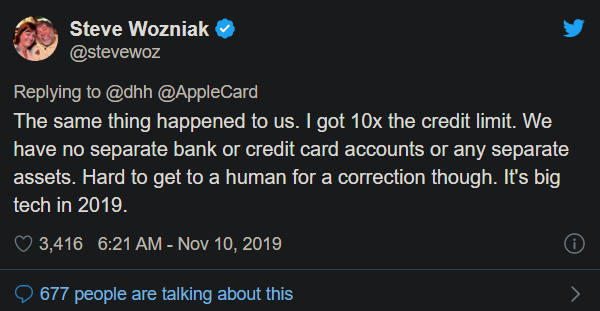 Steve Wozniak
@stevewoz
Replying to @dhh @AppleCard
The same thing happened to us. I got 10x the credit limit. We
have no separate bank or credit card accounts or any separate
assets. Hard to get to a human for a correction though. It's big
tech in 2019.
3,416 6:21 AM - Nov 10, 2019
677 people are talking about this